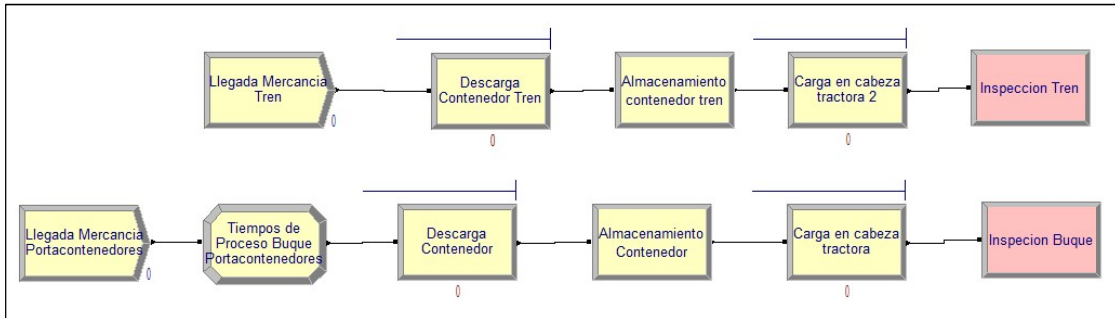 Llegada Mercancia
Tren
0
Descarga
Contenedor Tren
0
Almacenamiento
contenedor tren
Carga en cabeza
tractora 2
0
Inspeccion Tren
Llegada Mercancia
Portacontenedores
0
Tiempos de
Proceso Buque
Portacontenedores
Descarga
Contenedor
0
Almacenamiento
Contenedor
Carga en cabeza
tractora
0
Inspecion Buque